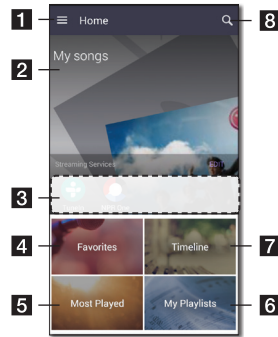 1
Home
8
2
My songs
Streaming Services
EDIT
3
4
Favorites
Timeline
7
5
Most Played
My Playlists
6